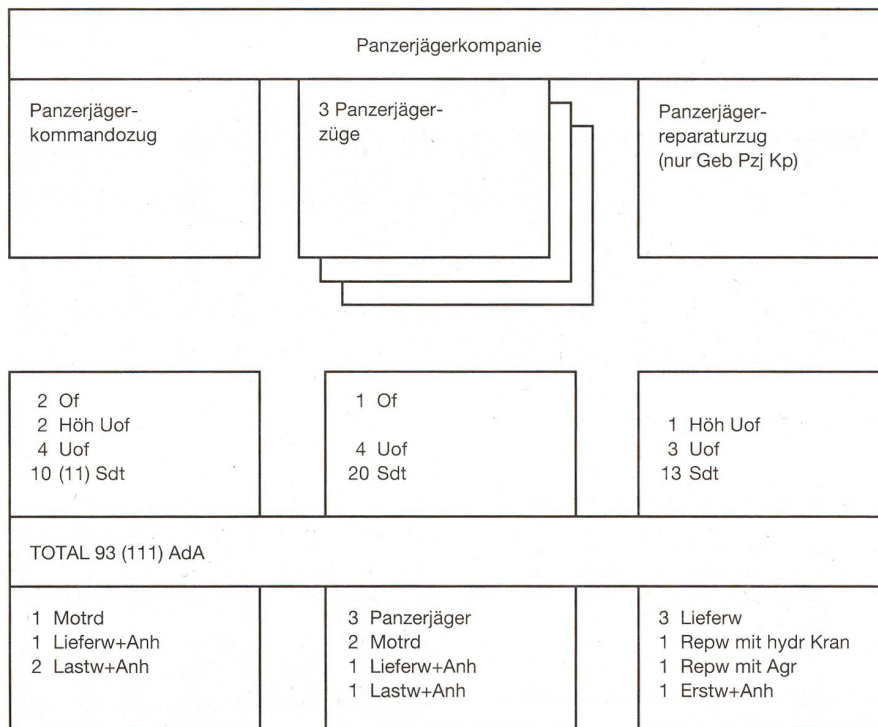 Panzerjägerkompanie
Panzerjäger-
kommandozug
3 Panzerjäger-
züge
Panzerjäger-
reparaturzug
(nur Geb Pzj Kp)
2 Of
2 Höh Uof
4 Uof
10 (11) Sdt
1 Of
4 Uof
20 Sdt
1 Höh Uof
3 Uof
13 Sdt
TOTAL 93 (111) AdA
1 Motrd
1 Lieferw+Anh
2 Lastw+Anh
3 Panzerjäger
2 Motrd
1 Lieferw+Anh
1 Lastw+Anh
3 Lieferw
1 Repw mit hydr Kran
1 Repw mit Agr
1 Erstw+Anh